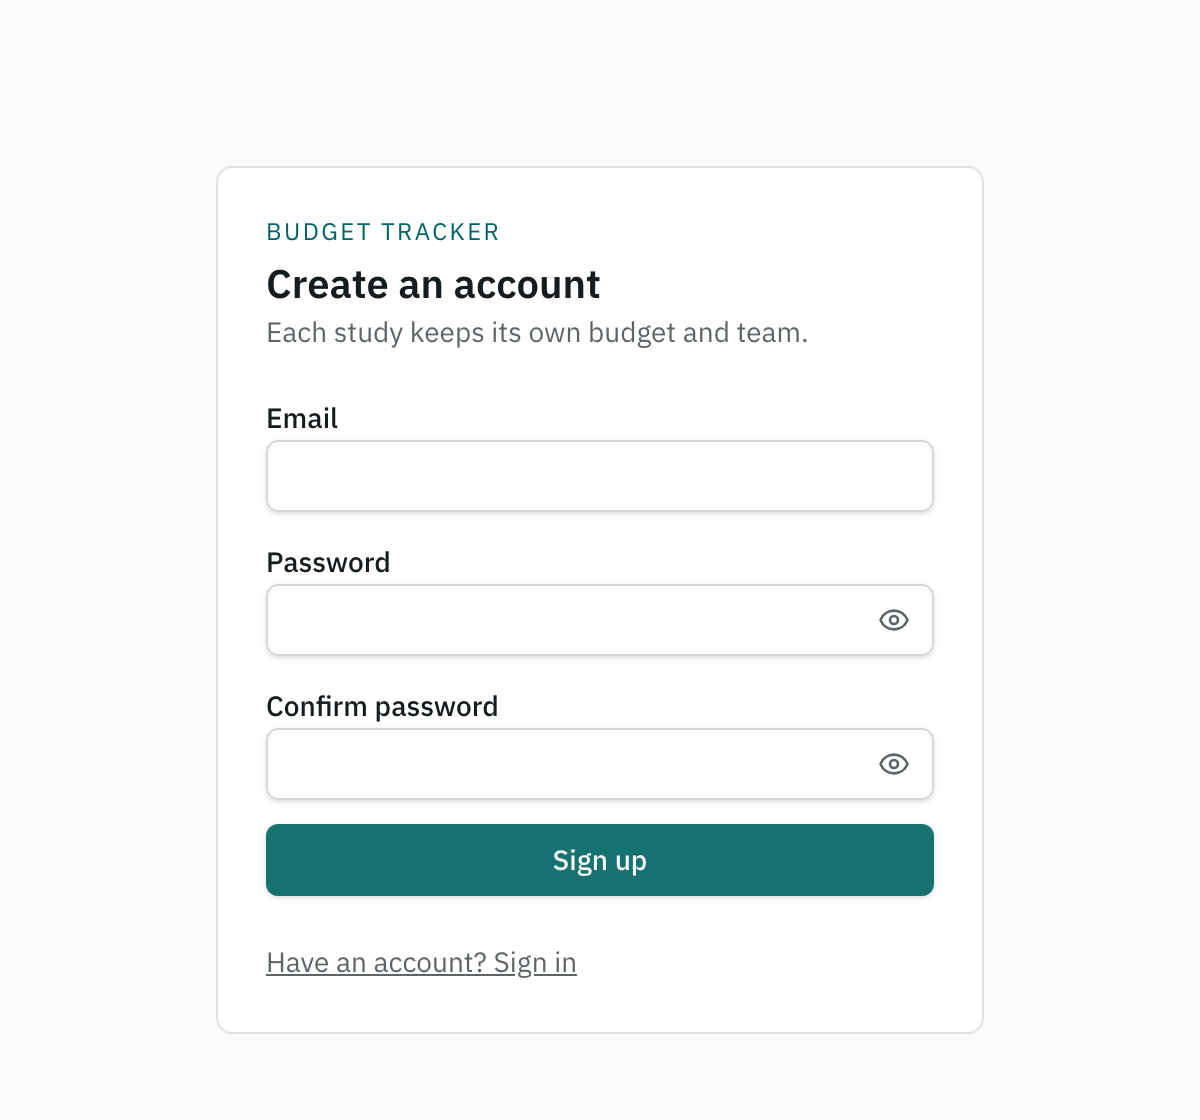 BUDGET TRACKER
Create an account
Each study keeps its own budget and team.
Email
Password
Confirm password
Sign up
Have an account? Sign in